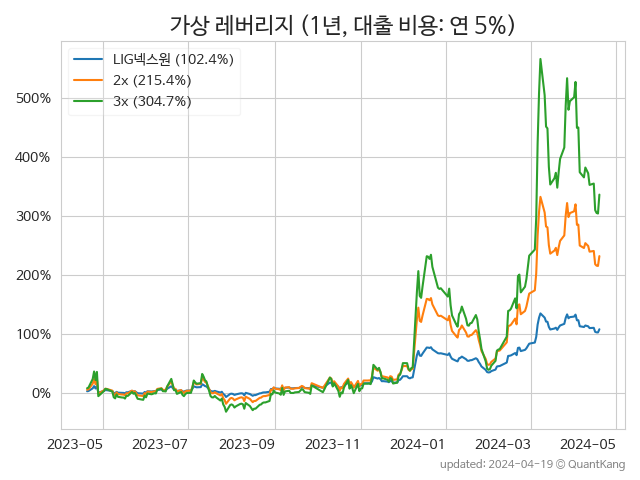 가상 레버리지 (1년, 대출 비용: 연 5%)
LIG넥스원 (102.4%)
2x (215.4%)
3x (304.7%)
500%
400%
300%
200%
100%
0%
2023-05 2023-07 2023-09 2023-11 2024-01 2024-03 2024-05
updated: 2024-04-19 © QuantKang